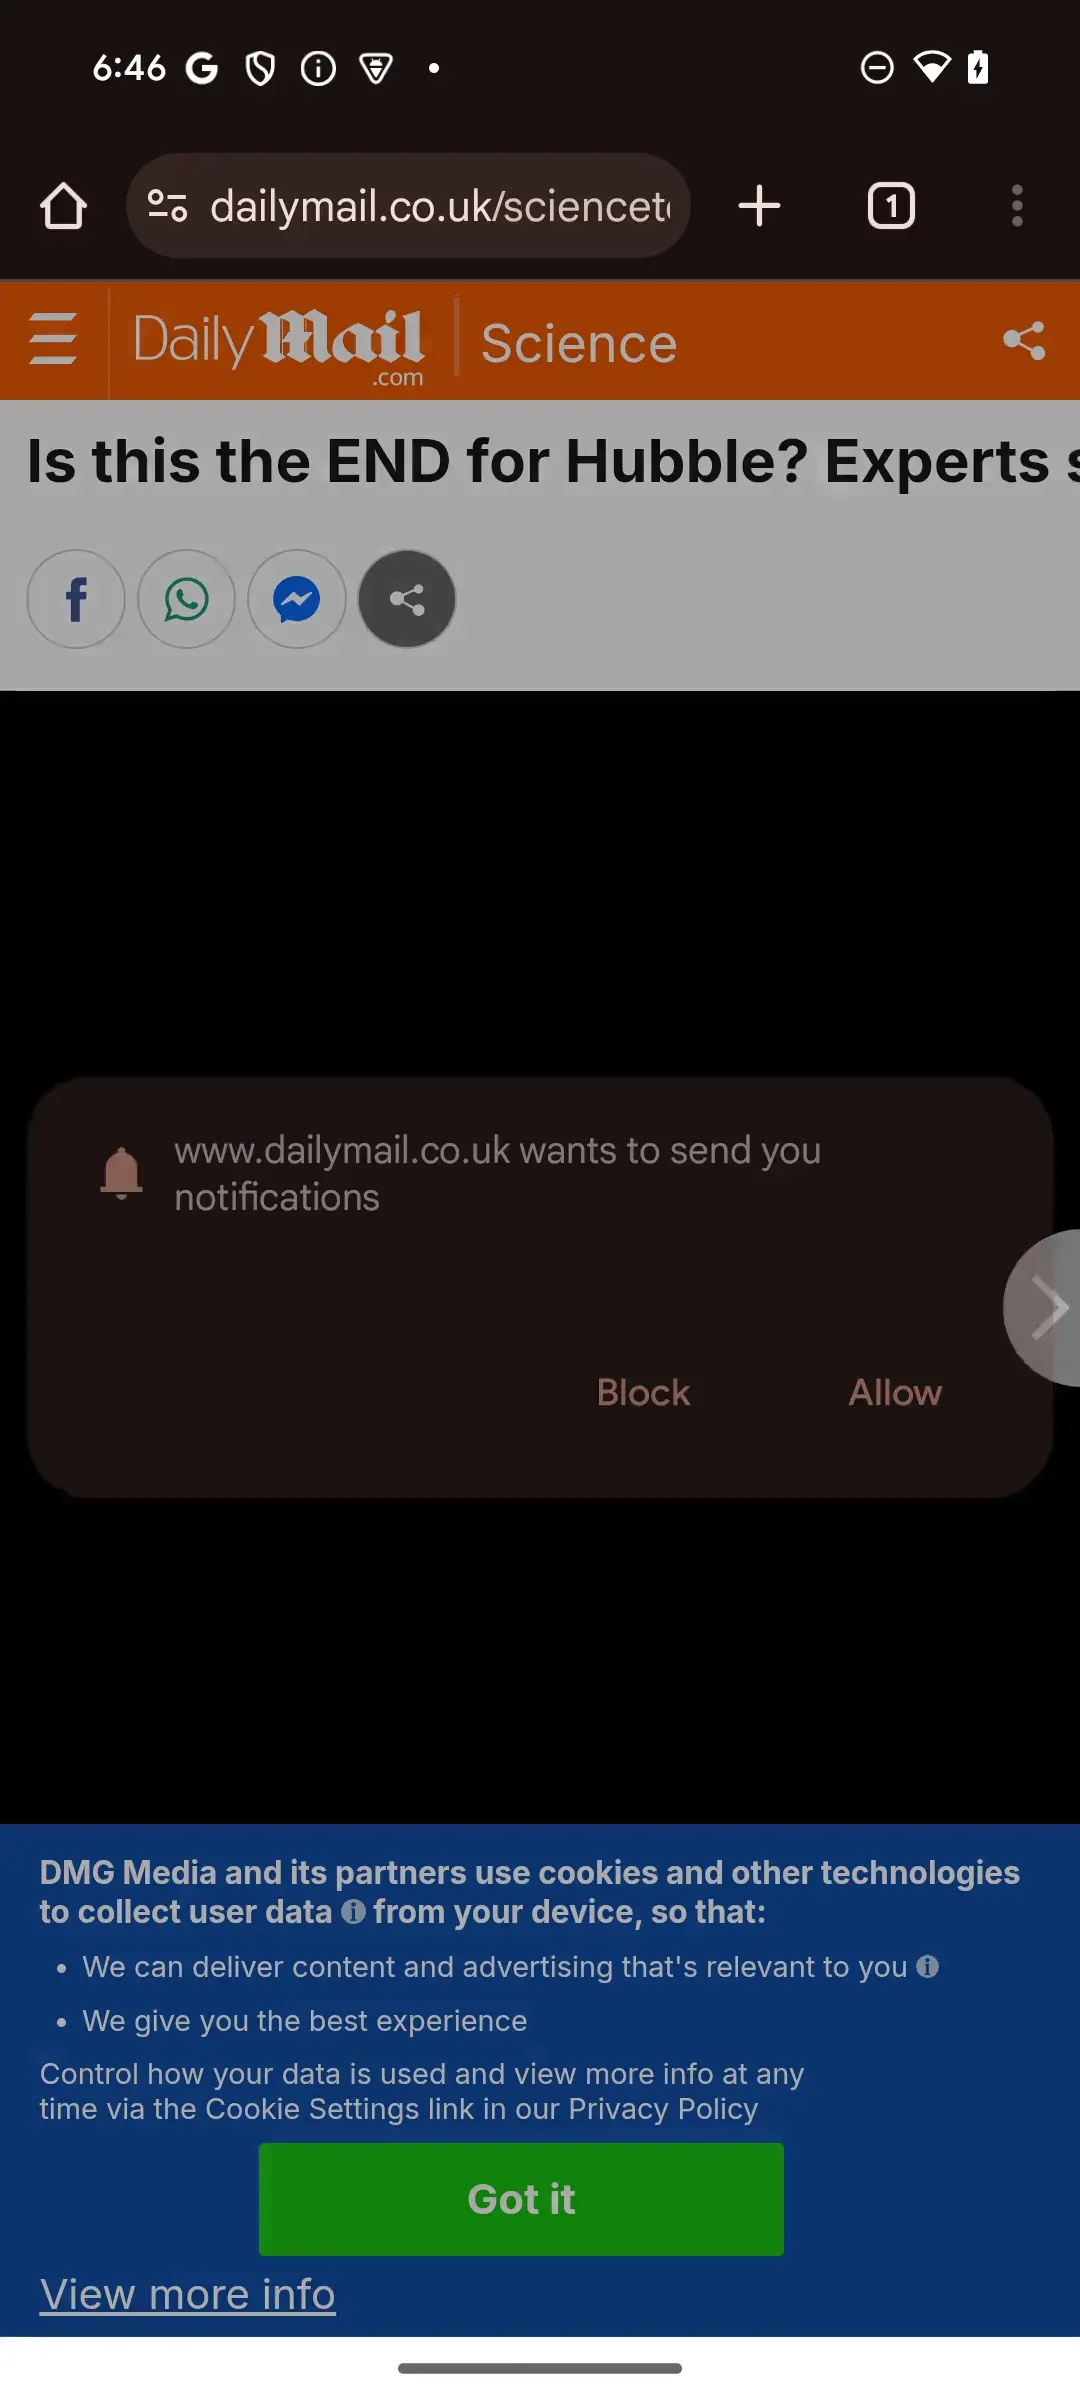 6:46
dailymail.co.uk/sciencet
1
Daily Mail
.com
Science
Is this the END for Hubble? Experts s
www.dailymail.co.uk wants to send you
notifications
Block
Allow
DMG Media and its partners use cookies and other technologies
to collect user data from your device, so that:
• We can deliver content and advertising that's relevant to you
• We give you the best experience
Control how your data is used and view more info at any
time via the Cookie Settings link in our Privacy Policy
Got it
View more info